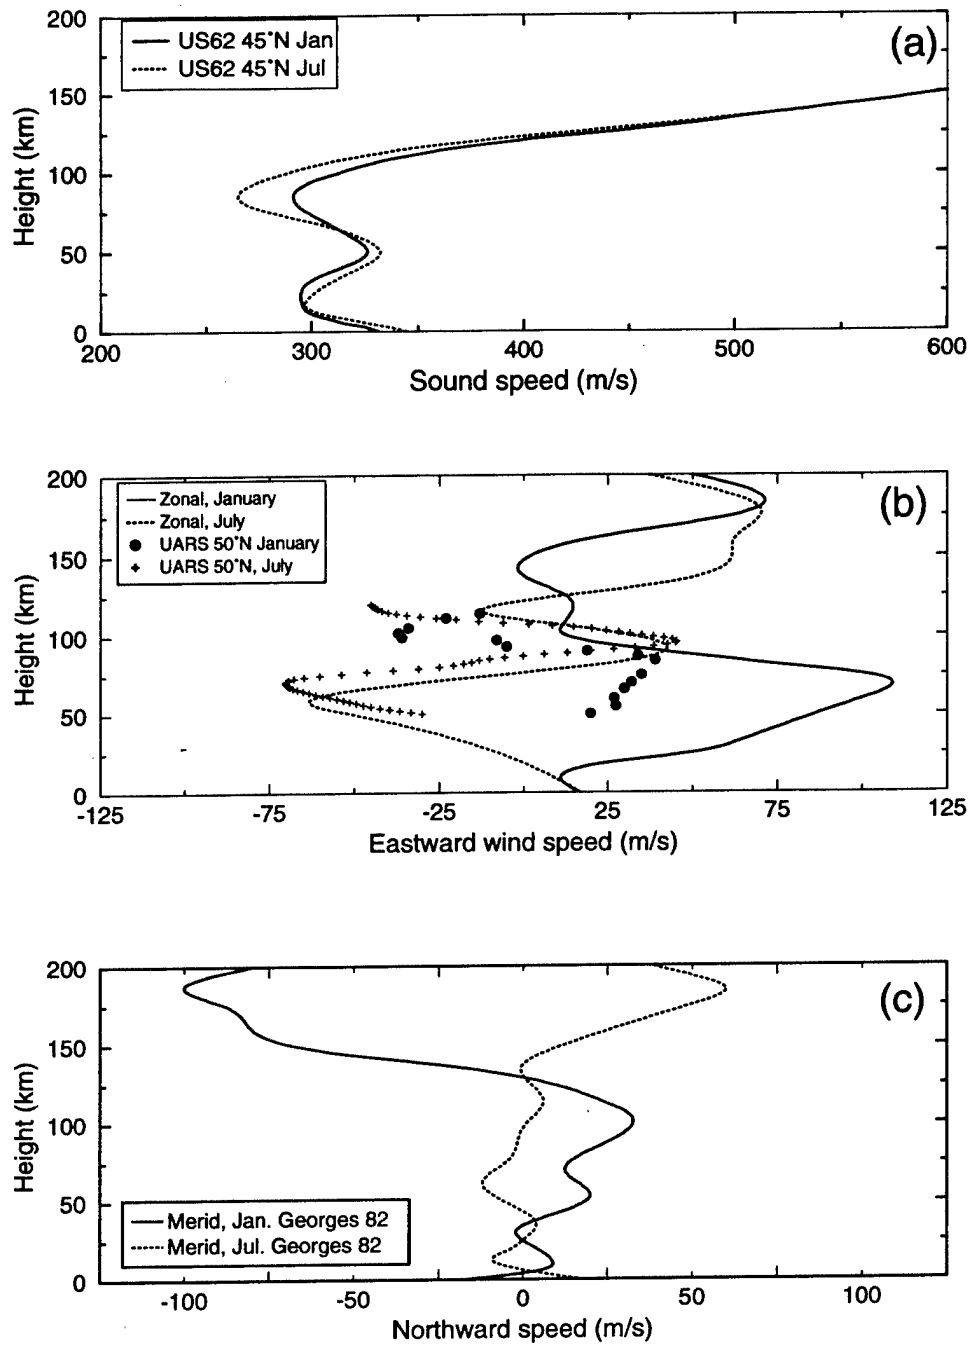 200
150
100
50
0
Height (km)
US62 45°N Jan
US62 45°N Jul
(a)
200
300
400
500
600
Sound speed (m/s)
200
150
100
50
0
Height (km)
Zonal, January
Zonal, July
UARS 50°N January
UARS 50°N, July
(b)
-125
-75
-25
25
75
125
Eastward wind speed (m/s)
200
150
100
50
0
Height (km)
(c)
Merid, Jan. Georges 82
Merid, Jul. Georges 82
-100
-50
0
50
100
Northward speed (m/s)